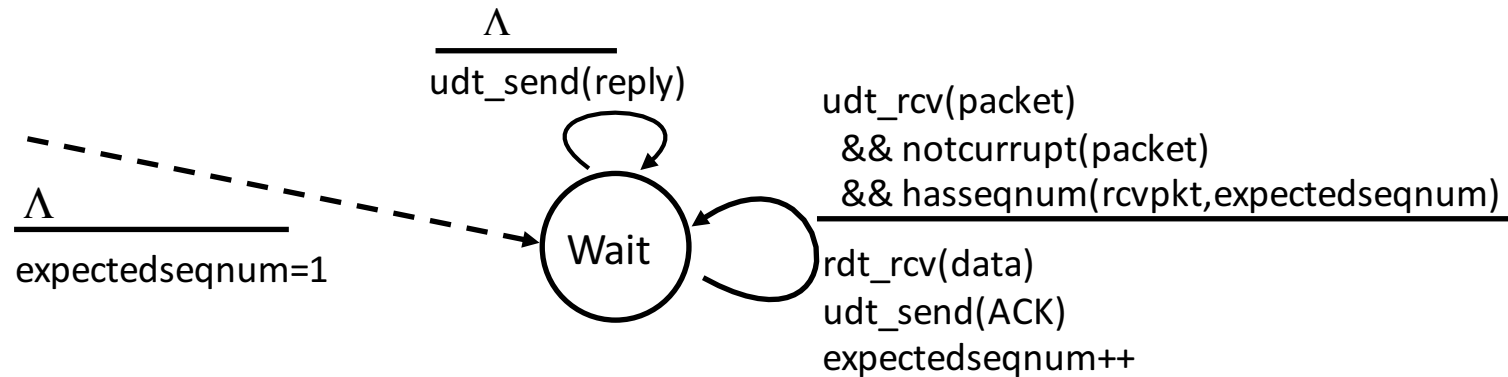 Λ
udt_send(reply)
udt_rcv(packet)
&& notcurrupt(packet)
&& hasseqnum(rcvpkt,expectedseqnum)
Λ
expectedseqnum=1
Wait
rdt_rcv(data)
udt_send(ACK)
expectedseqnum++